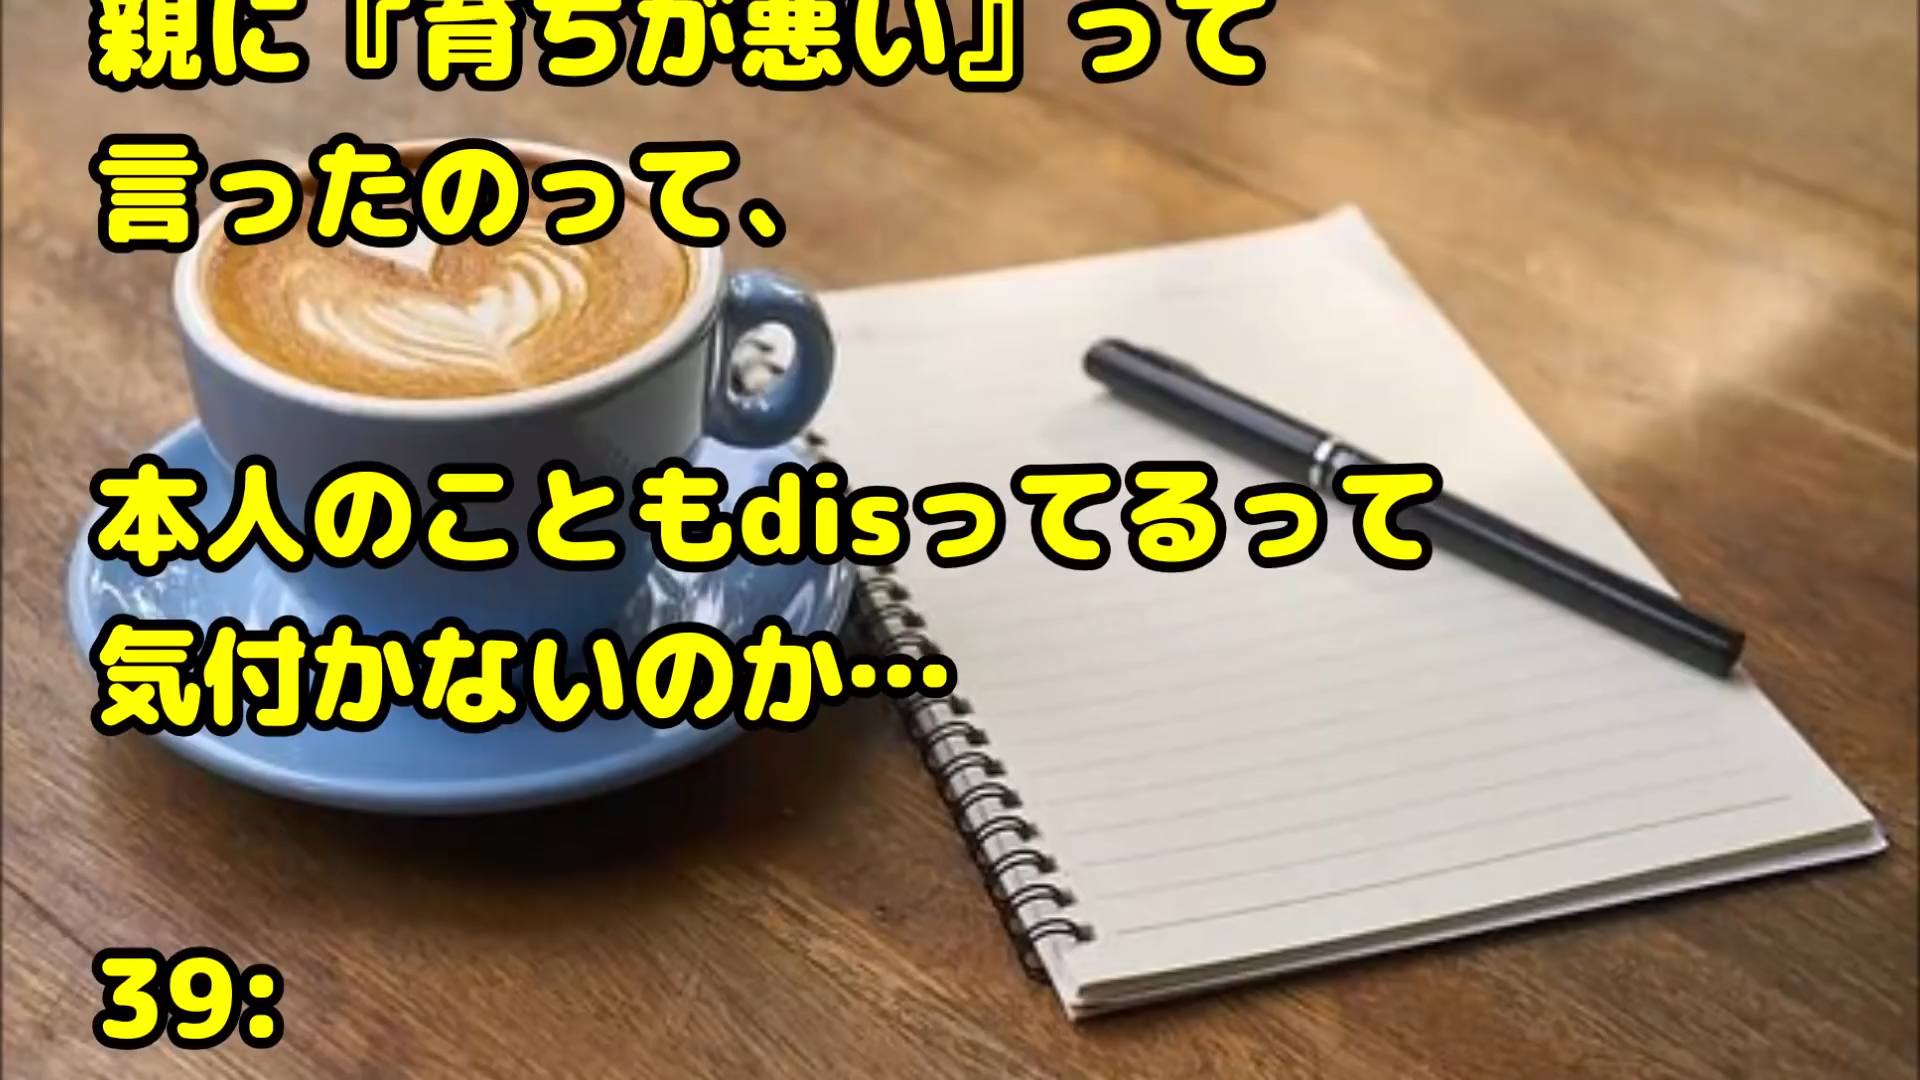 親に『育ちが悪い』って
言ったのって、
本人のこともdisってるって
気付かないのか…
39: